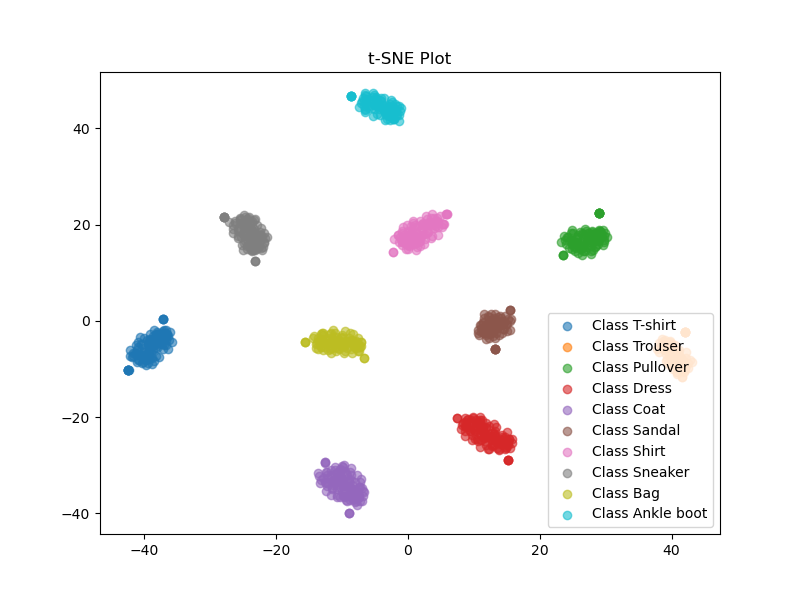 t-SNE Plot
40
20
0
−20
−40
−40 −20 0 20 40
Class T-shirt
Class Trouser
Class Pullover
Class Dress
Class Coat
Class Sandal
Class Shirt
Class Sneaker
Class Bag
Class Ankle boot